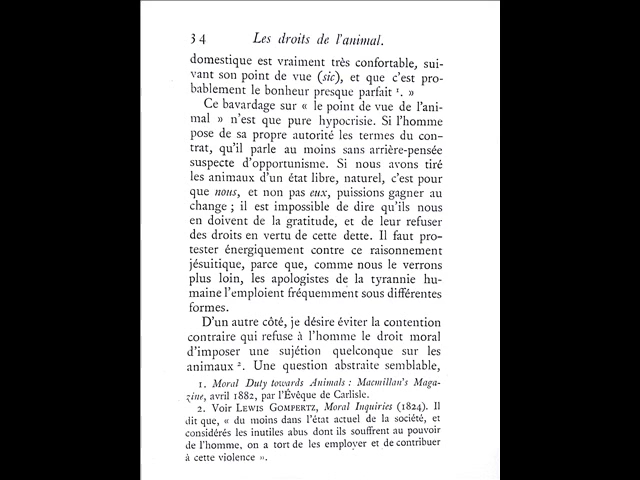 34 Les droits de l'animal.
domestique est vraiment très confortable, sui-
vant son point de vue (sic), et que c'est pro-
bablement le bonheur presque parfait ¹. »
Ce bavardage sur « le point de vue de l'ani-
mal » n'est que pure hypocrisie. Si l'homme
pose de sa propre autorité les termes du con-
trat, qu'il parle au moins sans arrière-pensée
suspecte d'opportunisme. Si nous avons tiré
les animaux d'un état libre, naturel, c'est pour
que nous, et non pas eux, puissions gagner au
change ; il est impossible de dire qu'ils nous
en doivent de la gratitude, et de leur refuser
des droits en vertu de cette dette. Il faut pro-
tester énergiquement contre ce raisonnement
jésuitique, parce que, comme nous le verrons
plus loin, les apologistes de la tyrannie hu-
maine l'emploient fréquemment sous différentes
formes.
D'un autre côté, je désire éviter la contention
contraire qui refuse à l'homme le droit moral
d'imposer une sujétion quelconque sur les
animaux ². Une question abstraite semblable,
1. Moral Duty towards Animals : Macmillan's Maga-
zine, avril 1882, par l'Évêque de Carlisle.
2. Voir LEWIS GOMPERTZ, Moral Inquiries (1824). Il
dit que, « du moins dans l'état actuel de la société, et
considérés les inutiles abus dont ils souffrent au pouvoir
de l'homme, on a tort de les employer et de contribuer
à cette violence ».